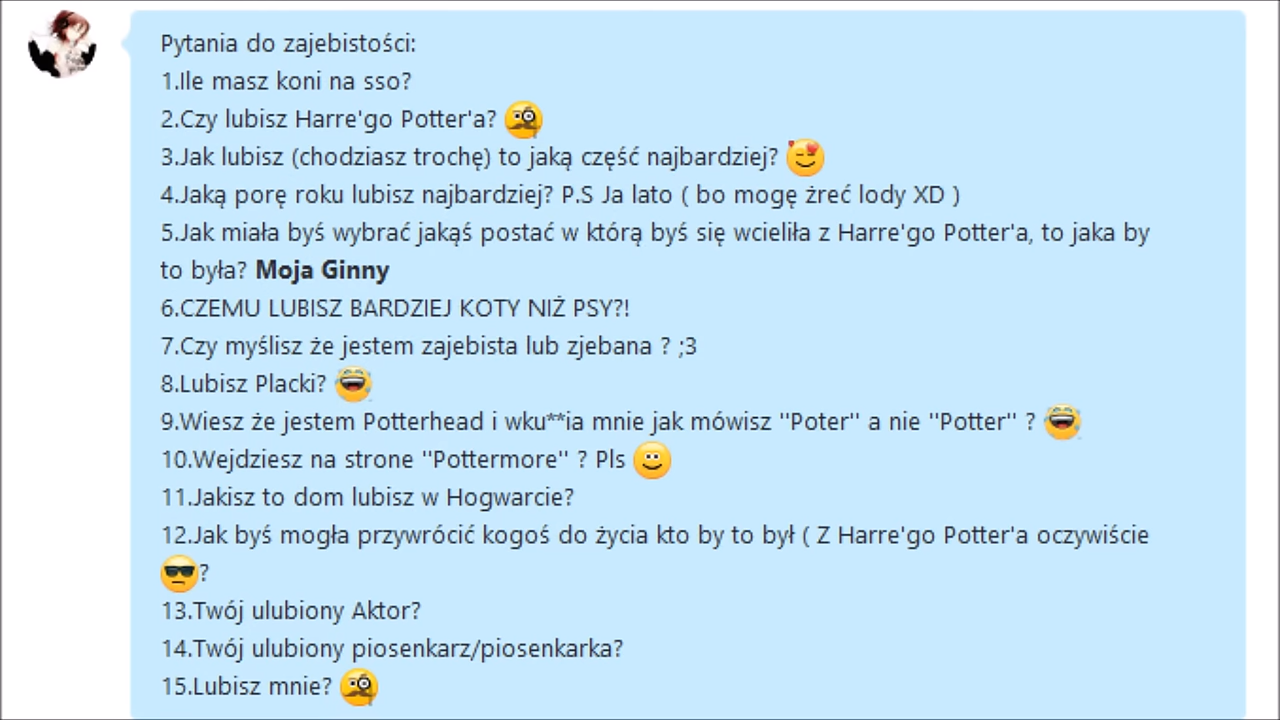 Pytania do zajebistości:
1.Ile masz koni na sso?
2.Czy lubisz Harre'go Potter'a?
3.Jak lubisz (chodziasz trochę) to jaką część najbardziej?
4.Jaką porę roku lubisz najbardziej? P.S Ja lato ( bo mogę żreć lody XD )
5.Jak miała byś wybrać jakąś postać w którą byś się wcieliła z Harre'go Potter'a, to jaka by
to była? Moja Ginny
6.CZEMU LUBISZ BARDZIEJ KOTY NIŻ PSY?!
7.Czy myślisz że jestem zajebista lub zjebana ? ;3
8.Lubisz Placki?
9.Wiesz że jestem Potterhead i wku**ia mnie jak mówisz "Poter" a nie "Potter" ?
10.Wejdziesz na strone "Pottermore" ? Pls
11.Jakisz to dom lubisz w Hogwarcie?
12.Jak byś mogła przywrócić kogoś do życia kto by to był ( Z Harre'go Potter'a oczywiście
?
13.Twój ulubiony Aktor?
14.Twój ulubiony piosenkarz/piosenkarka?
15.Lubisz mnie?